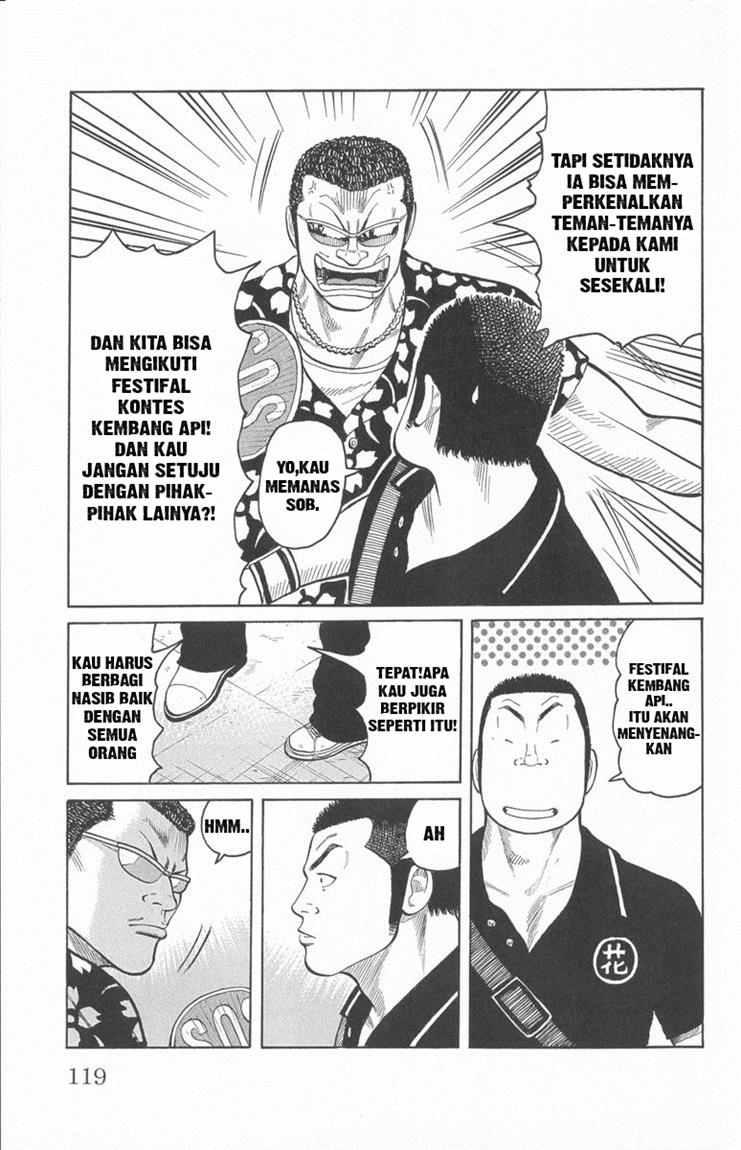 TAPI SETIDAKNYA
IA BISA MEM-
PERKENALKAN
TEMAN-TEMANYA
KEPADA KAMI
UNTUK
SESEKALI!
DAN KITA BISA
MENGIKUTI
FESTIFAL
KONTES
KEMBANG API!
DAN KAU
JANGAN SETUJU
DENGAN PIHAK-
PIHAK LAINYA?!
SOS
YO,KAU
MEMANAS
SOB.
FESTIFAL
KEMBANG
API..
ITU AKAN
MENYENANG-
KAN
花
TEPAT!APA
KAU JUGA
BERPIKIR
SEPERTI ITU!
KAU HARUS
BERBAGI
NASIB BAIK
DENGAN
SEMUA
ORANG
AH
HMM..
SOS
119